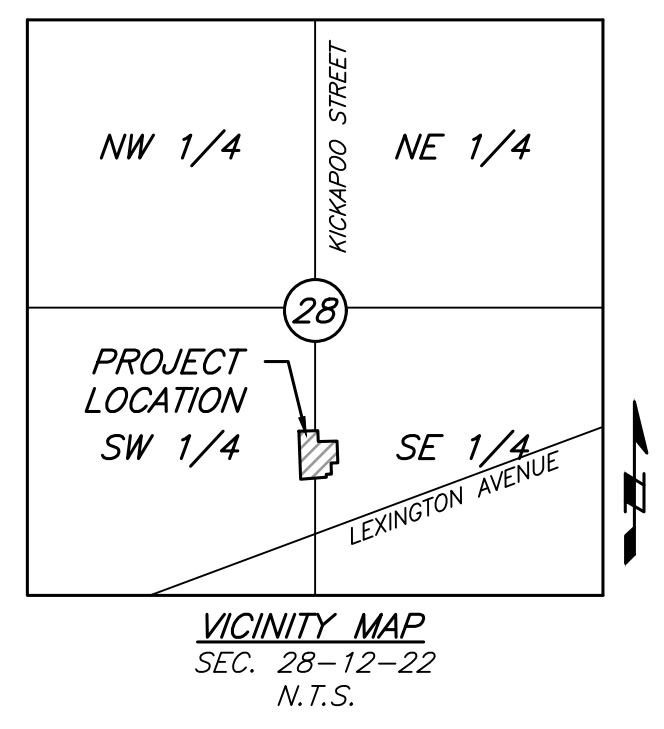 NW 1/4
KICKAPOO STREET
NE 1/4
28
PROJECT
LOCATION
SW 1/4
SE 1/4
LEXINGTON AVENUE
VICINITY MAP
SEC. 28-12-22
N.T.S.